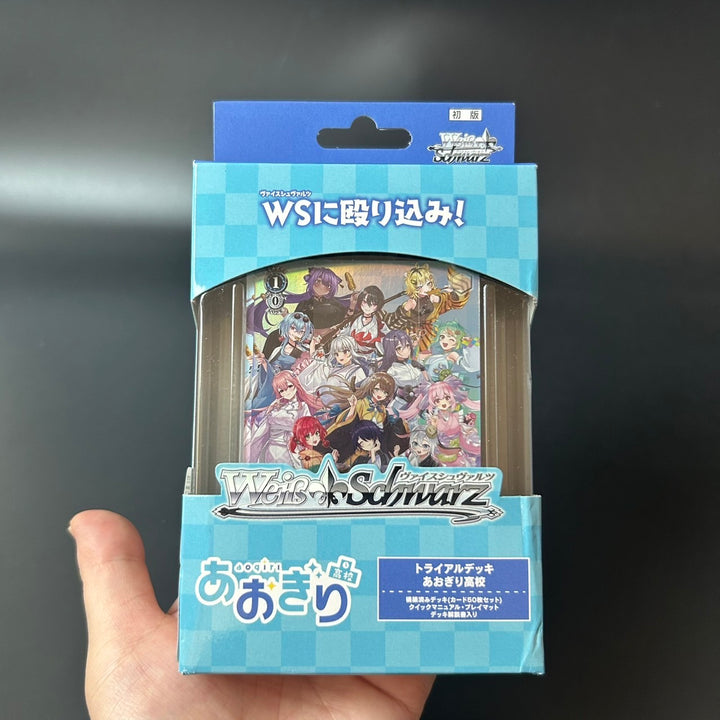 初版
Weiß Schwarz
ヴァイスシュヴァルツ
WSに殴り込み!
1
0
ヴァイスシュヴァルツ
Weiß Schwarz
aogiri
あおぎり
高校
トライアルデッキ
あおぎり高校
構築済みデッキ(カード50枚セット)
クイックマニュアル・プレイマット
デッキ解説書入り